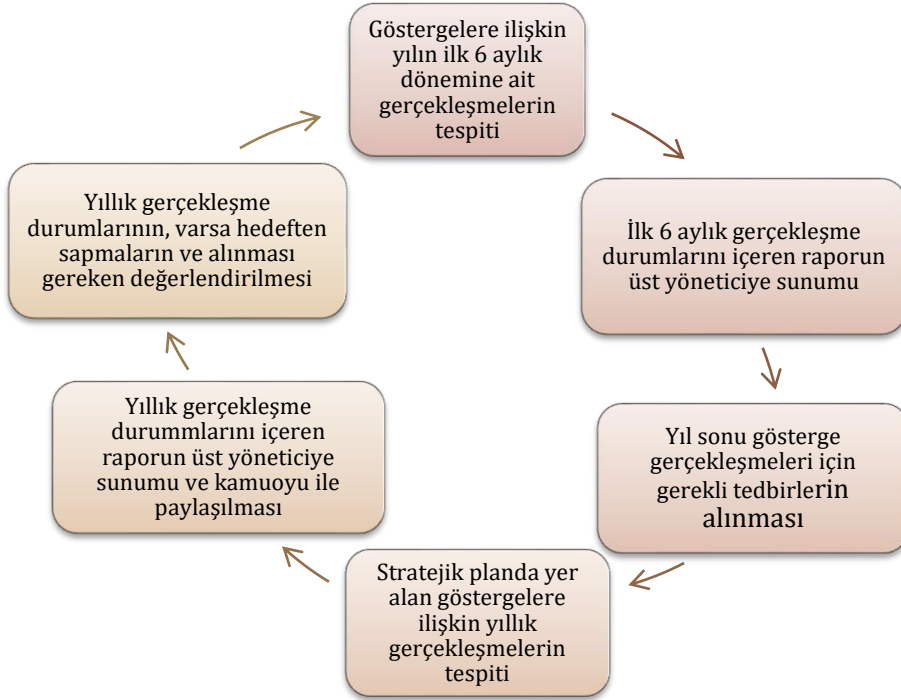 Göstergelere ilişkin
yılın ilk 6 aylık
dönemine ait
gerçekleşmelerin
tespiti
İlk 6 aylık gerçekleşme
durumlarını içeren raporun
üst yöneticiye sunumu
Yıl sonu gösterge
gerçekleşmeleri için
gerekli tedbirlerin
alınması
Stratejik planda yer
alan göstergelere
ilişkin yıllık
gerçekleşmelerin
tespiti
Yıllık gerçekleşme
durummlarını içeren
raporun üst yöneticiye
sunumu ve kamuoyu ile
paylaşılması
Yıllık gerçekleşme
durumlarının, varsa hedeften
sapmaların ve alınması
gereken değerlendirilmesi